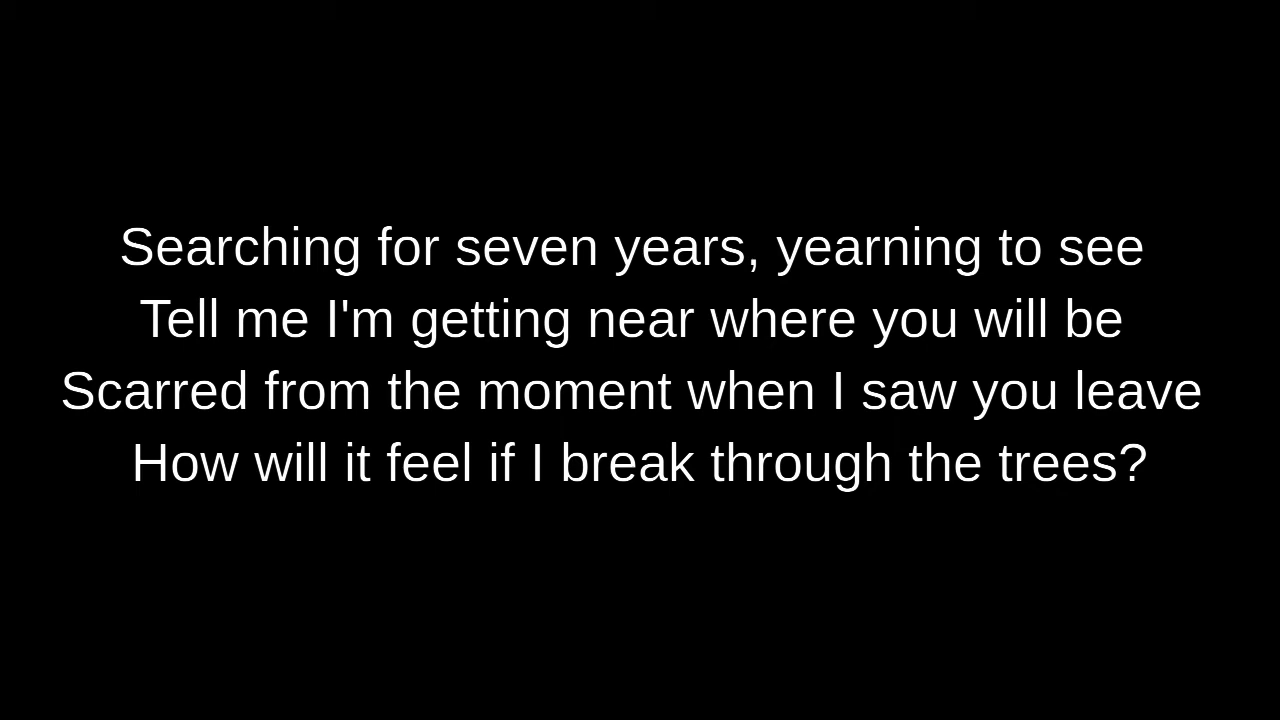 Searching for seven years, yearning to see
Tell me I'm getting near where you will be
Scarred from the moment when I saw you leave
How will it feel if I break through the trees?